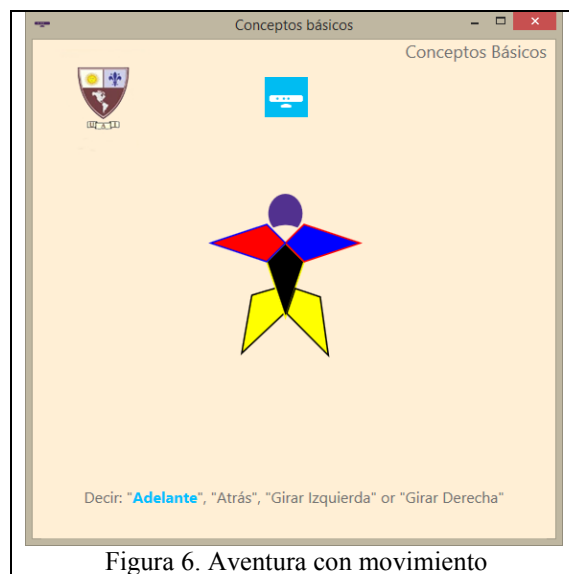 Conceptos básicos
Conceptos Básicos
U A I
Decir: "Adelante", "Atrás", "Girar Izquierda" or "Girar Derecha"
Figura 6. Aventura con movimiento